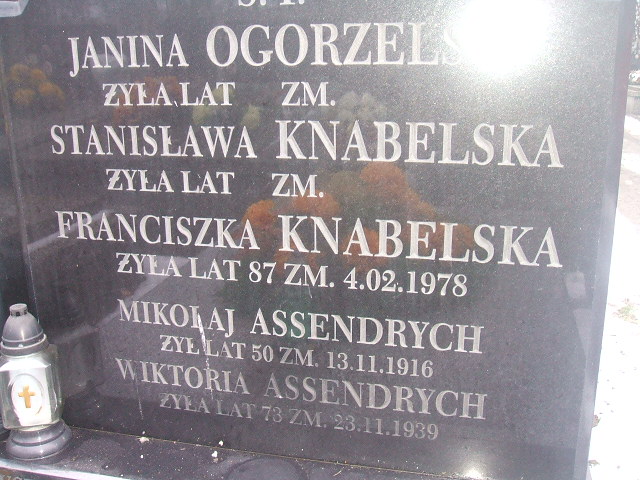 Ś. P.
JANINA
ŻYŁA LAT ZM.
STANISŁAWA KNABELSKA
ŻYŁA LAT ZM.
FRANCISZKA KNABELSKA
ŻYŁA LAT 87 ZM. 4.02.1978
MIKOŁAJ ASSENDRYCH
ŻYŁ LAT 50 ZM. 13.11.1916
WIKTORIA ASSENDRYCH
ŻYŁA LAT 73 ZM. 23.11.1939